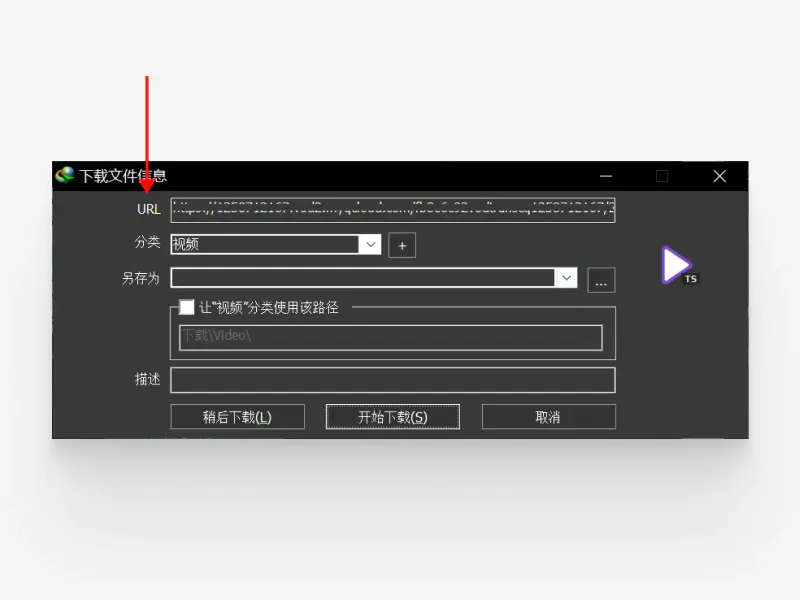 下载文件信息
URL
分类 视频 +
另存为 ...
TS
让“视频”分类使用该路径
下载\Video\
描述
稍后下载(L) 开始下载(S) 取消